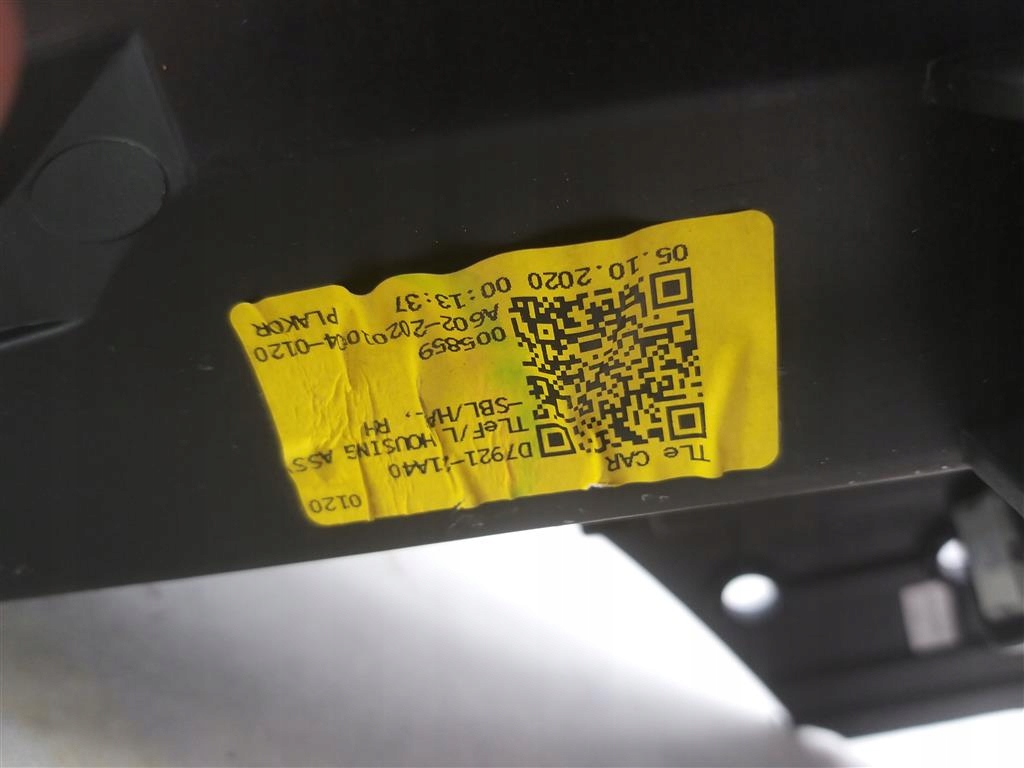 TLe CAR
D7921-
TLeF/L HOUSING ASSY
-SBL/HA-, RH
0120
005859
A602-20201004-0120
PLAKOR
05.10.2020 00:13:37